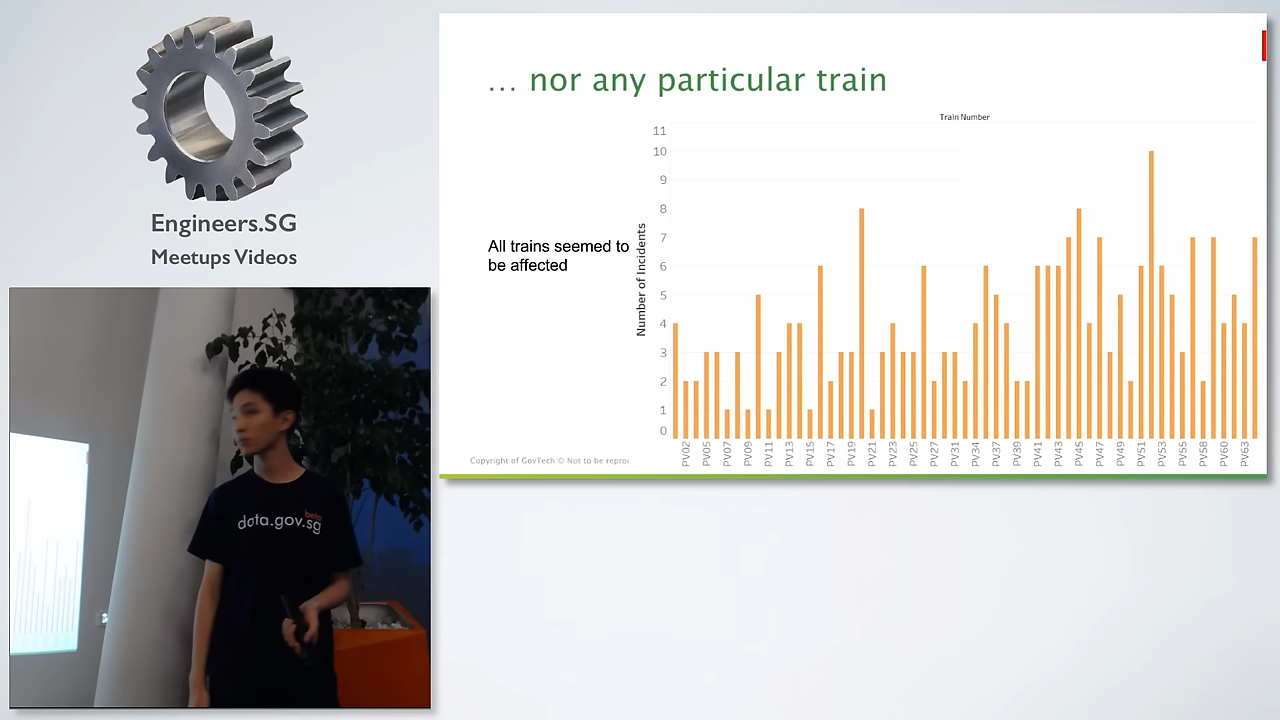 Engineers.SG
Meetups Videos
… nor any particular train
Train Number
All trains seemed to
be affected
Number of Incidents
11
10
9
8
7
6
5
4
3
2
1
0
PV02
PV05
PV07
PV09
PV11
PV13
PV15
PV17
PV19
PV21
PV23
PV25
PV27
PV31
PV34
PV37
PV39
PV41
PV43
PV45
PV47
PV49
PV51
PV53
PV55
PV58
PV60
PV63
Copyright of GovTech © Not to be repro
beta
data.gov.sg